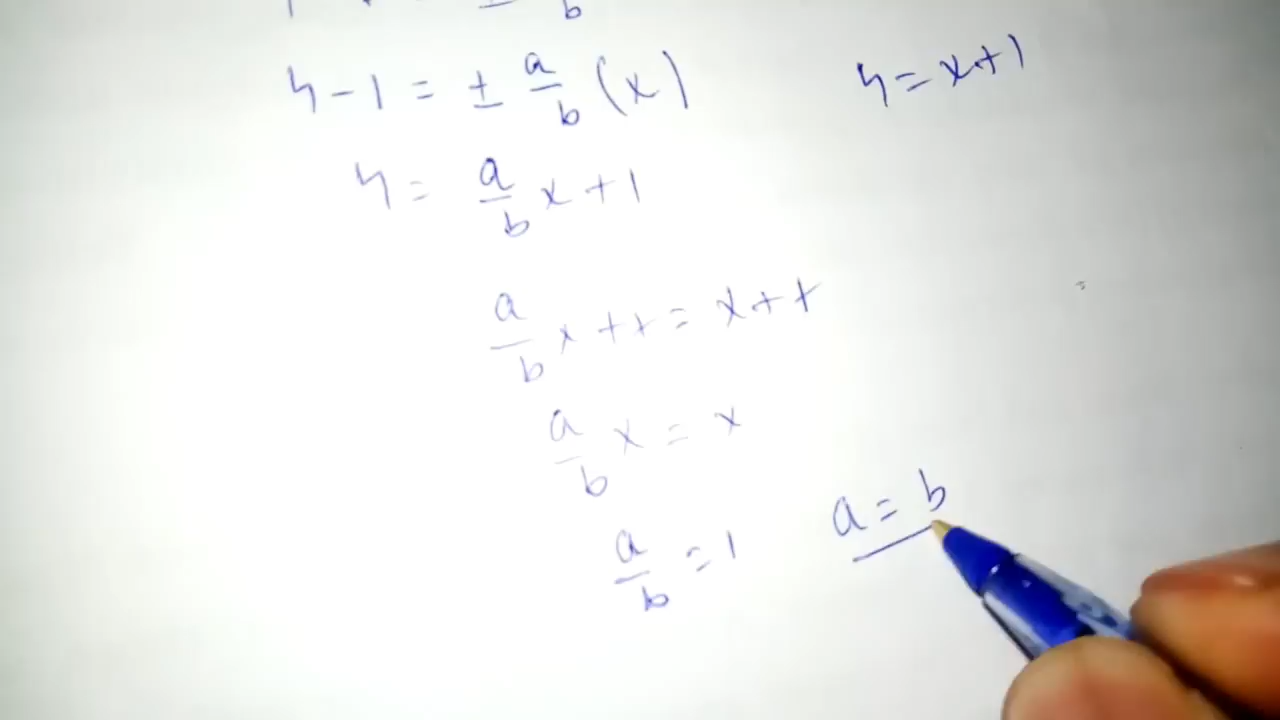 b
y - 1 = ± a/b (x)
y = x + 1
y = a/b x + 1
a/b x + 1 = x + 1
a/b x = x
a/b = 1
a = b